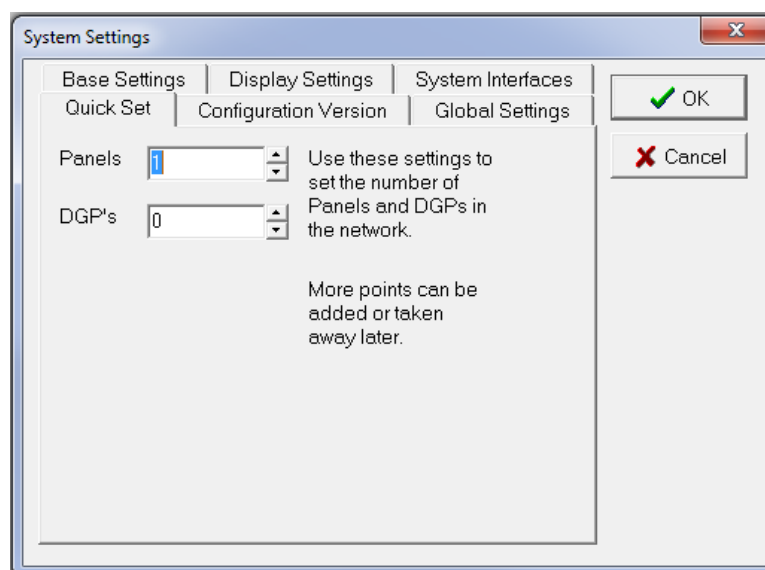 System Settings
Base Settings
Display Settings
System Interfaces
Quick Set
Configuration Version
Global Settings
OK
Cancel
Panels
1
DGP's
0
Use these settings to
set the number of
Panels and DGPs in
the network.
More points can be
added or taken
away later.